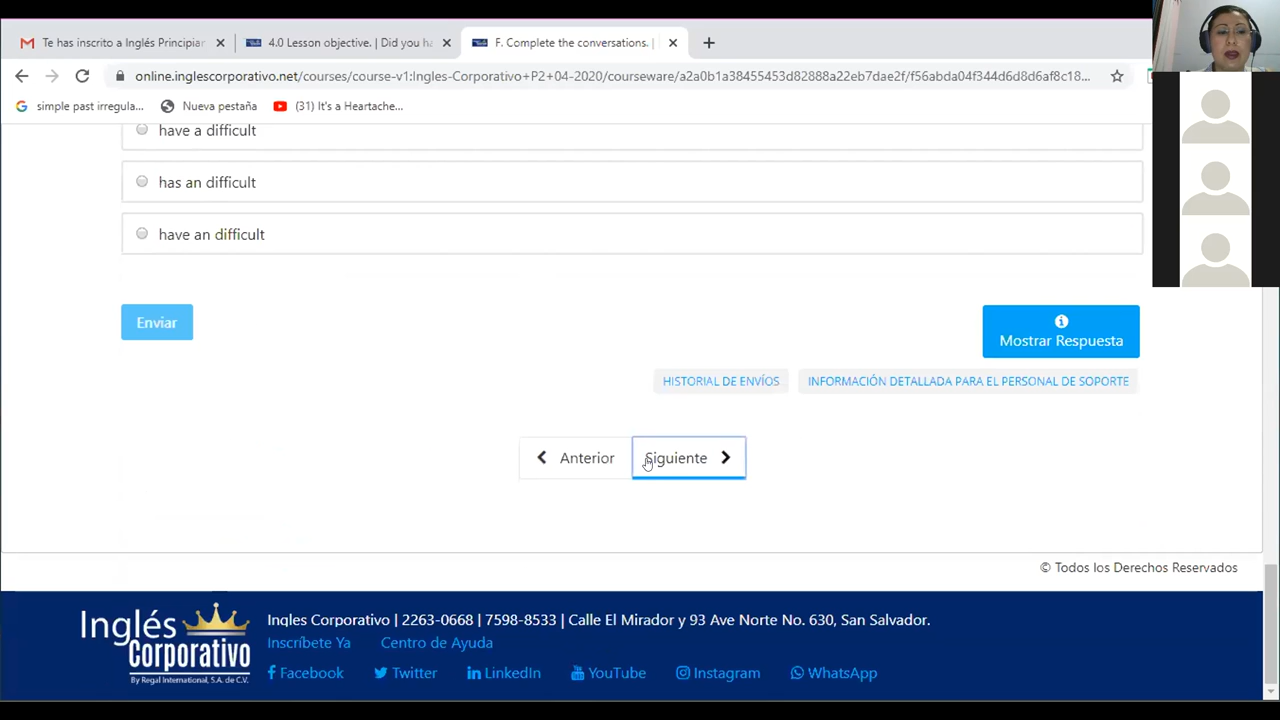 Te has inscrito a Inglés Principian
4.0 Lesson objective. | Did you ha
F. Complete the conversations. |
online.inglescorporativo.net/courses/course-v1:Ingles-Corporativo+P2+04-2020/courseware/a2a0b1a38455453d82828a22eb7dae2f/f56abda04f344d6d8d6af8c18...
simple past irregula...
Nueva pestaña
(31) It's a Heartache...
have a difficult
has an difficult
have an difficult
Enviar
Mostrar Respuesta
HISTORIAL DE ENVÍOS
INFORMACIÓN DETALLADA PARA EL PERSONAL DE SOPORTE
Anterior
Siguiente
© Todos los Derechos Reservados
Inglés Corporativo
By Regal International, S.A. de C.V.
Ingles Corporativo | 2263-0668 | 7598-8533 | Calle El Mirador y 93 Ave Norte No. 630, San Salvador.
Inscríbete Ya
Centro de Ayuda
Facebook
Twitter
LinkedIn
YouTube
Instagram
WhatsApp